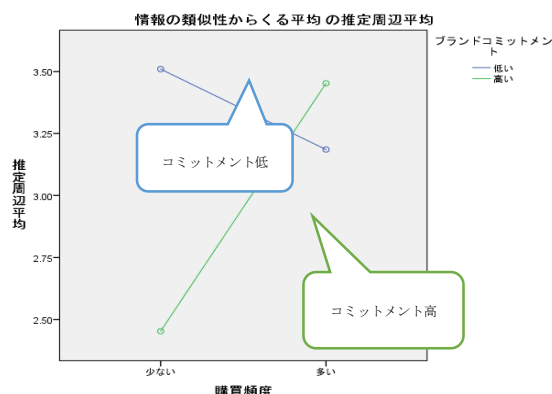 情報の類似性からくる平均 の推定周辺平均
ブランドコミットメン
ト
低い
高い
3.50
3.25
3.00
2.75
2.50
推定周辺平均
コミットメント低
コミットメント高
少ない
多い
購買頻度